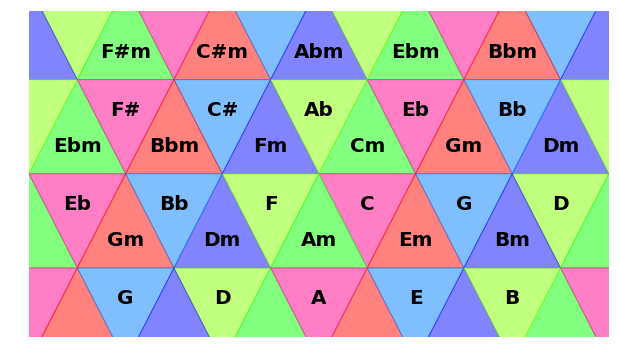 F#m C#m Abm Ebm Bbm
F# C# Ab Eb Bb
Ebm Bbm Fm Cm Gm Dm
Eb Bb F C G D
Gm Dm Am Em Bm
G D A E B